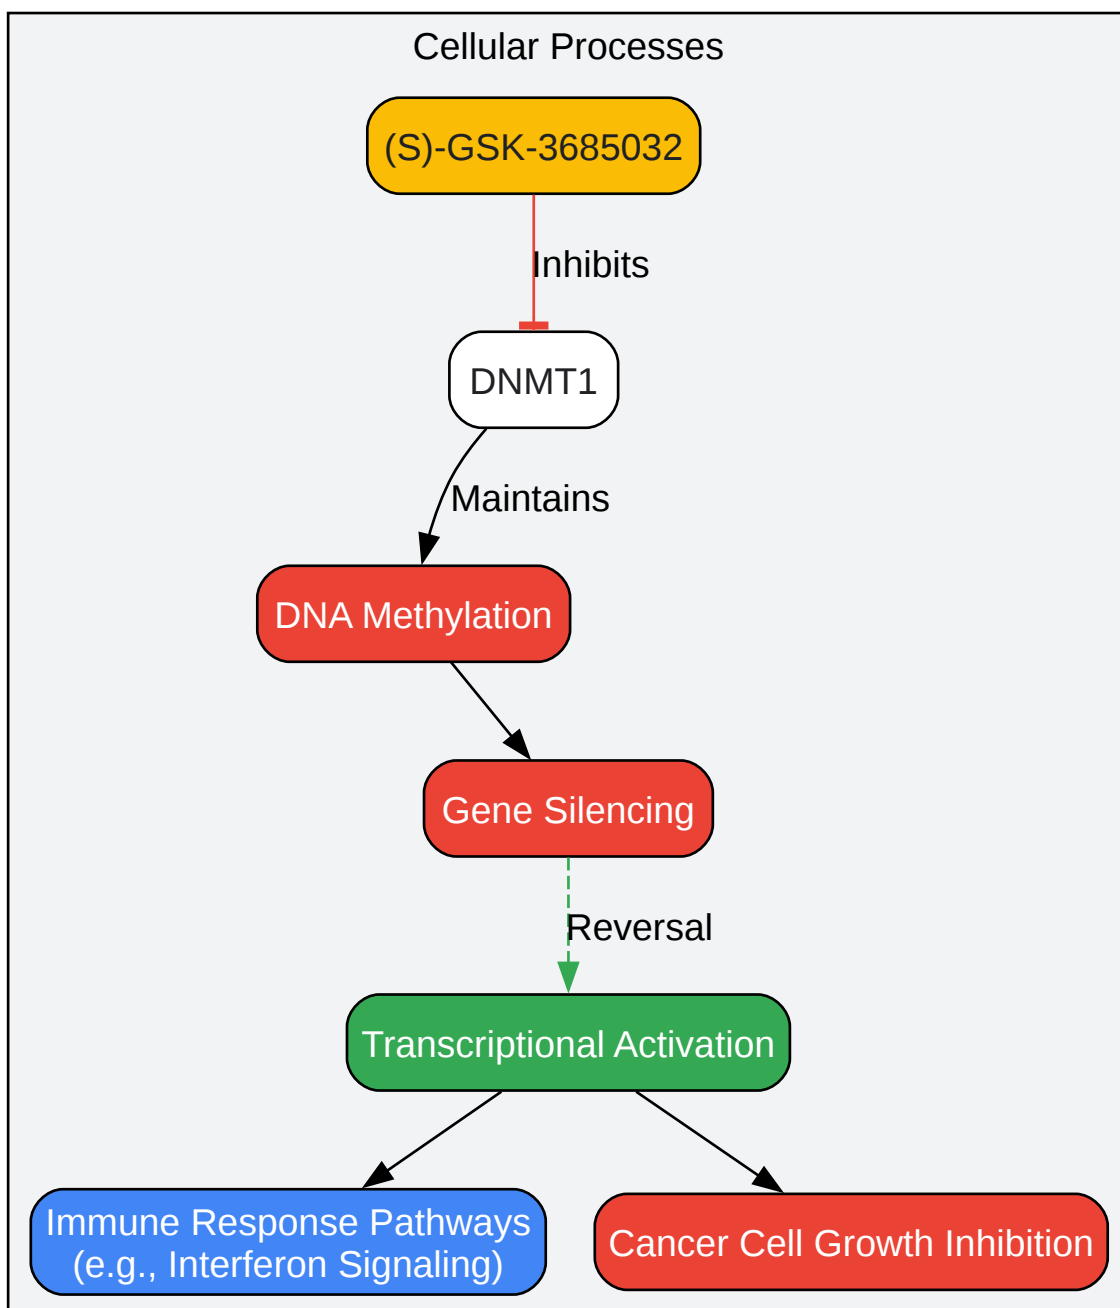 Cellular Processes
(S)-GSK-3685032
Inhibits
DNMT1
Maintains
DNA Methylation
Gene Silencing
Reversal
Transcriptional Activation
Immune Response Pathways
(e.g., Interferon Signaling)
Cancer Cell Growth Inhibition